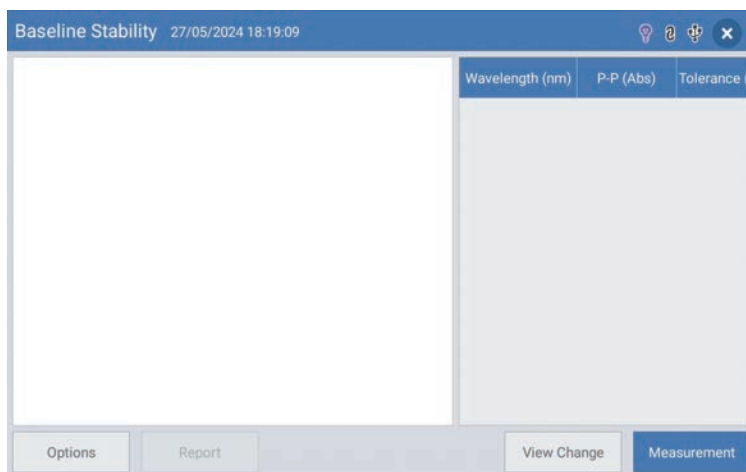 Baseline Stability 27/05/2024 18:19:09
Wavelength (nm) P-P (Abs) Tolerance
Options Report View Change Measurement